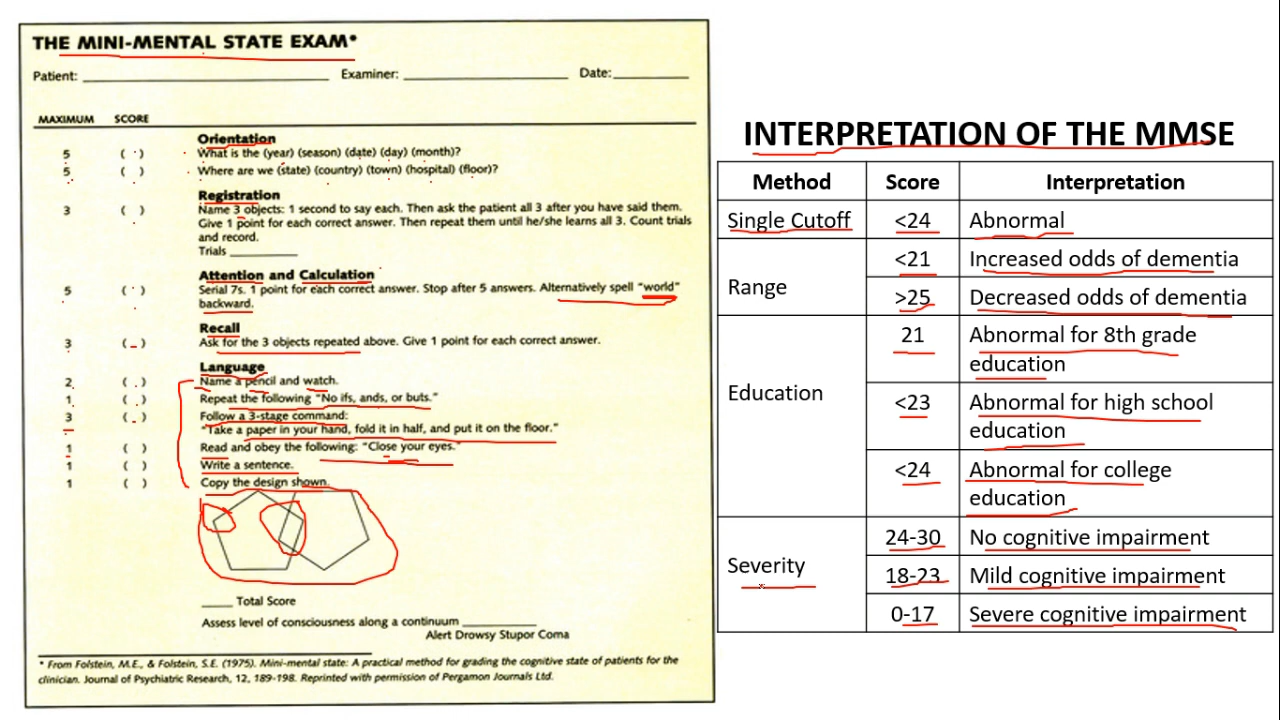 THE MINI-MENTAL STATE EXAM*
Patient: ____ Examiner: ____ Date: ____
MAXIMUM SCORE
Orientation
5 ( ) What is the (year) (season) (date) (day) (month)?
5 ( ) Where are we (state) (country) (town) (hospital) (floor)?
Registration
3 ( ) Name 3 objects: 1 second to say each. Then ask the patient all 3 after you have said them.
Give 1 point for each correct answer. Then repeat them until he/she learns all 3. Count trials
and record.
Trials ____
Attention and Calculation
5 ( ) Serial 7s. 1 point for each correct answer. Stop after 5 answers. Alternatively spell "world"
backward.
Recall
3 ( ) Ask for the 3 objects repeated above. Give 1 point for each correct answer.
Language
2 ( ) Name a pencil and watch.
1 ( ) Repeat the following "No ifs, ands, or buts."
3 ( ) Follow a 3-stage command:
"Take a paper in your hand, fold it in half, and put it on the floor."
1 ( ) Read and obey the following: "Close your eyes."
1 ( ) Write a sentence.
1 ( ) Copy the design shown.
____ Total Score
Assess level of consciousness along a continuum ____
Alert Drowsy Stupor Coma
* From Folstein, M.E., & Folstein, S.E. (1975). Mini-mental state: A practical method for grading the cognitive state of patients for the
clinician. Journal of Psychiatric Research, 12, 189-198. Reprinted with permission of Pergamon Journals Ltd.
INTERPRETATION OF THE MMSE
Method Score Interpretation
Single Cutoff <24 Abnormal
Range <21 Increased odds of dementia
>25 Decreased odds of dementia
Education 21 Abnormal for 8th grade
education
<23 Abnormal for high school
education
<24 Abnormal for college
education
Severity 24-30 No cognitive impairment
18-23 Mild cognitive impairment
0-17 Severe cognitive impairment